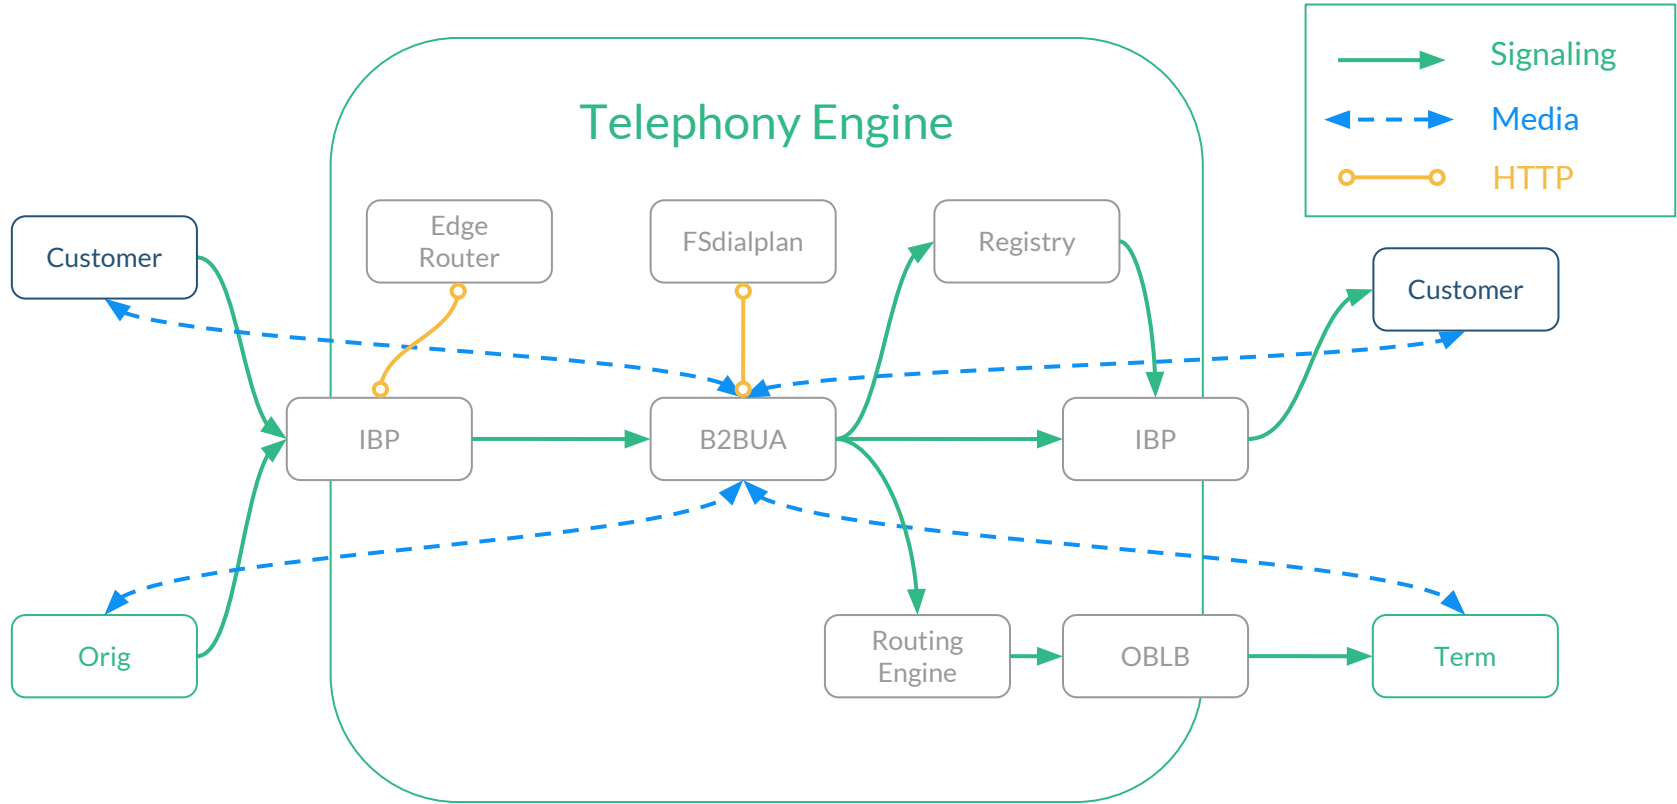 Telephony Engine
Signaling
Media
HTTP
Customer
Edge
Router
FSdialplan
Registry
Customer
IBP
B2BUA
IBP
Orig
Routing
Engine
OBLB
Term